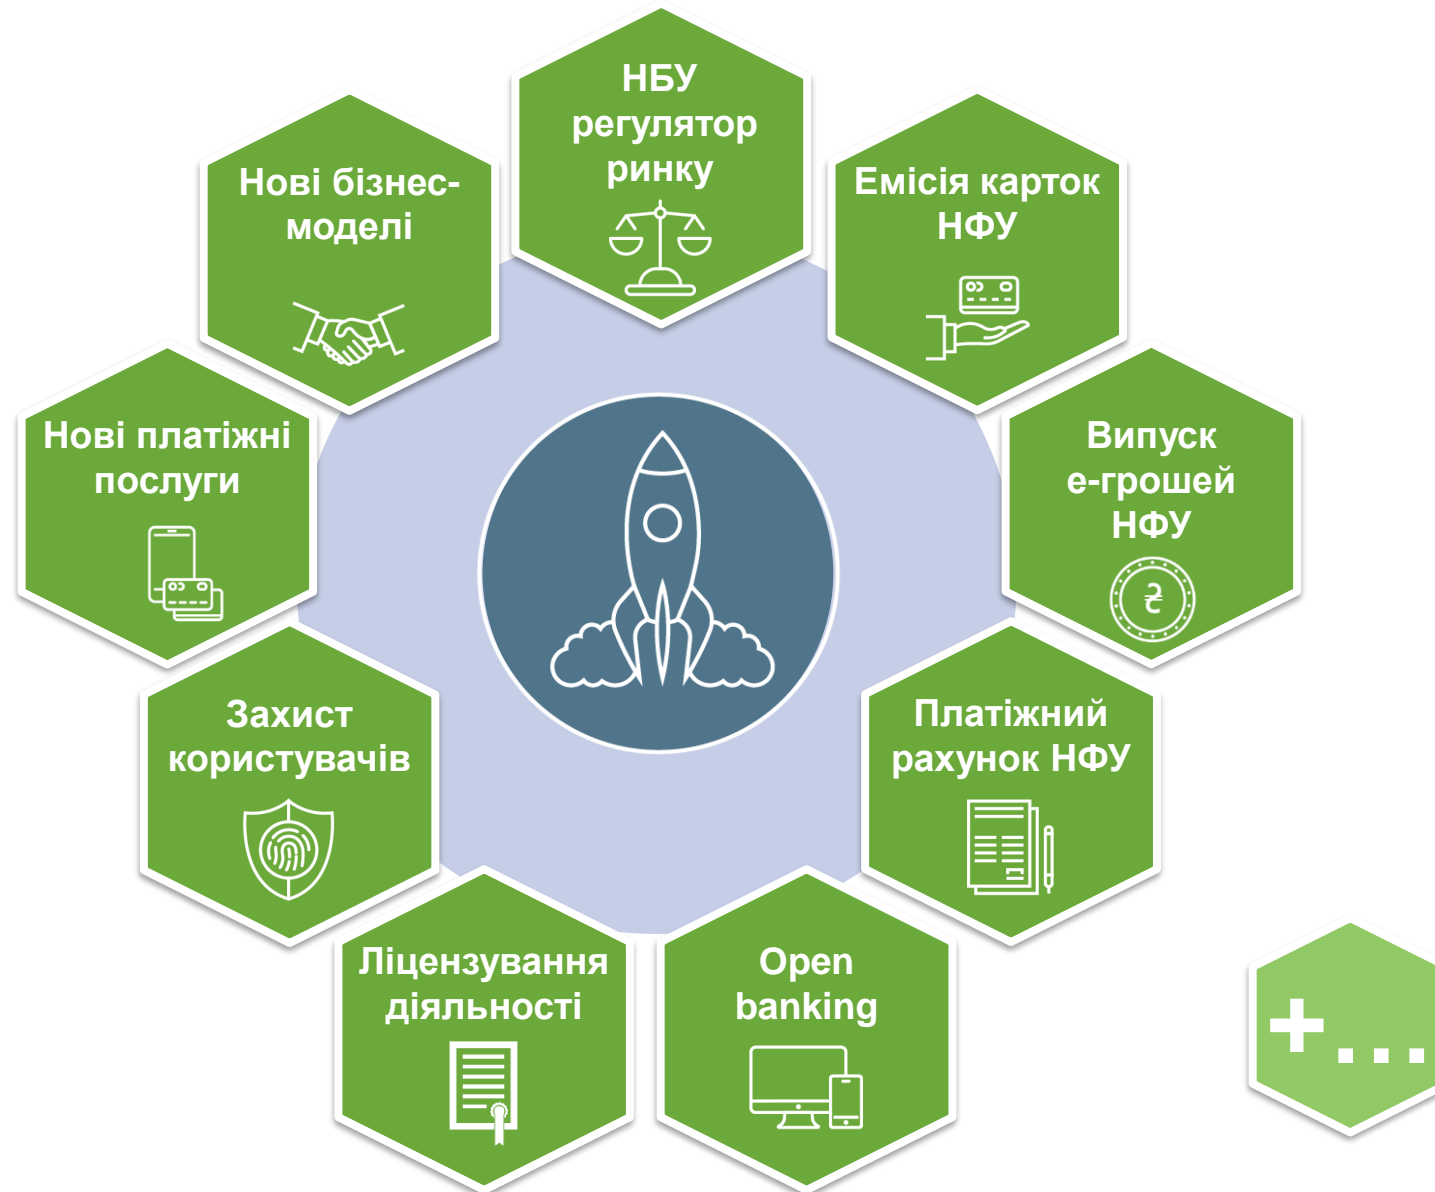 НБУ
регулятор
ринку
Нові бізнес-
моделі
Емісія карток
НФУ
Нові платіжні
послуги
Випуск
е-грошей
НФУ
₴
Захист
користувачів
Платіжний
рахунок НФУ
Ліцензування
діяльності
Open
banking
+...